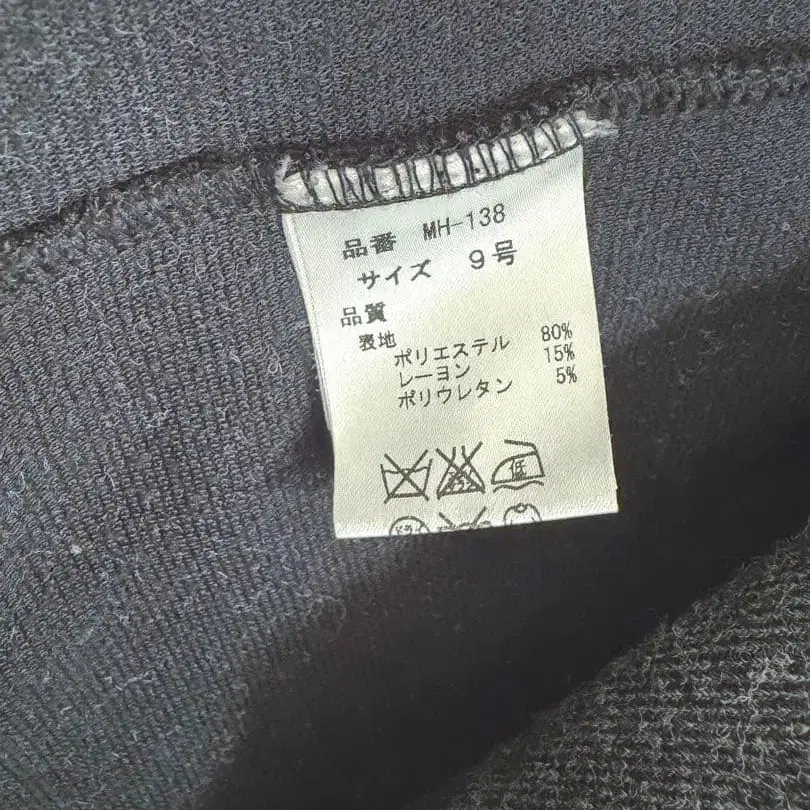 品番 MH-138
サイズ 9号
品質
表地
ポリエステル 80%
レーヨン 15%
ポリウレタン 5%
低